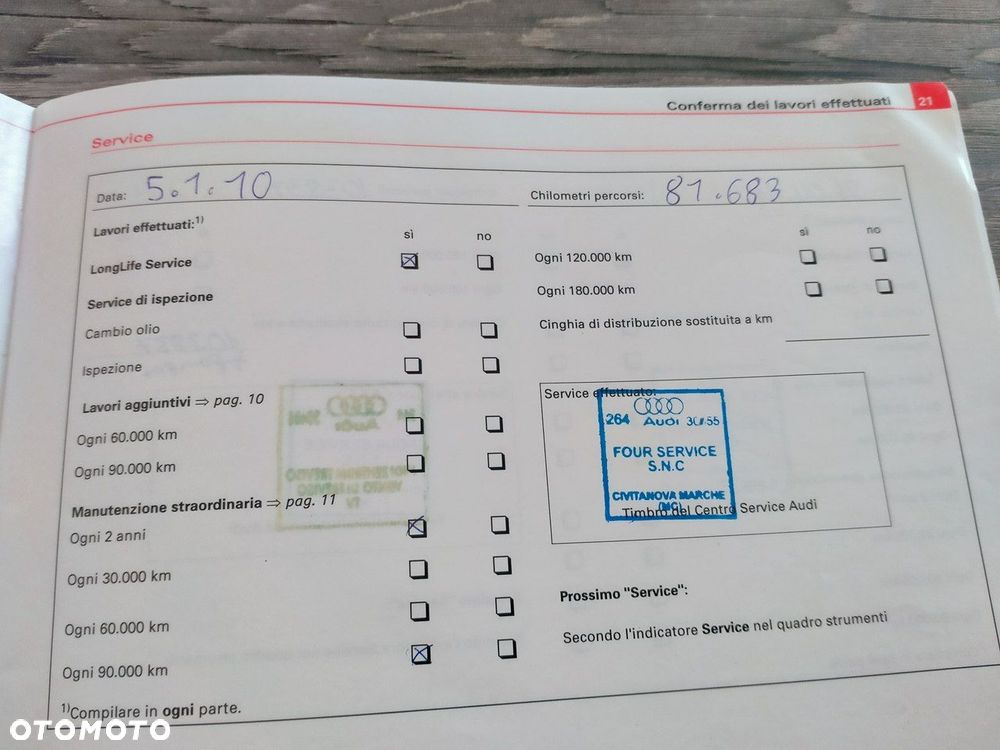 Conferma dei lavori effettuati 21
Service
Data: 5.1.10
Chilometri percorsi: 81.683
Lavori effettuati:1)
sì no
LongLife Service
Service di ispezione
Cambio olio
Ispezione
Lavori aggiuntivi ⇒ pag. 10
Ogni 60.000 km
Ogni 90.000 km
Manutenzione straordinaria ⇒ pag. 11
Ogni 2 anni
Ogni 30.000 km
Ogni 60.000 km
Ogni 90.000 km
1)Compilare in ogni parte.
sì no
Ogni 120.000 km
Ogni 180.000 km
Cinghia di distribuzione sostituita a km
Service effettuato:
264 Audi
FOUR SERVICE
S.N.C
CIVITANOVA MARCHE
(MC)
Timbro del Centro Service Audi
Prossimo "Service":
Secondo l'indicatore Service nel quadro strumenti
OTOMOTO